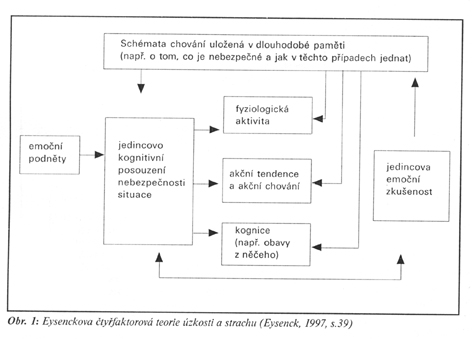 Schémata chování uložená v dlouhodobé paměti
(např. o tom, co je nebezpečné a jak v těchto případech jednat)
fyziologická
aktivita
emoční
podněty
jedincovo
kognitivní
posouzení
nebezpečnosti
situace
akční tendence
a akční chování
jedincova
emoční
zkušenost
kognice
(např. obavy
z něčeho)
Obr. 1: Eysenckova čtyřfaktorová teorie úzkosti a strachu (Eysenck, 1997, s.39)